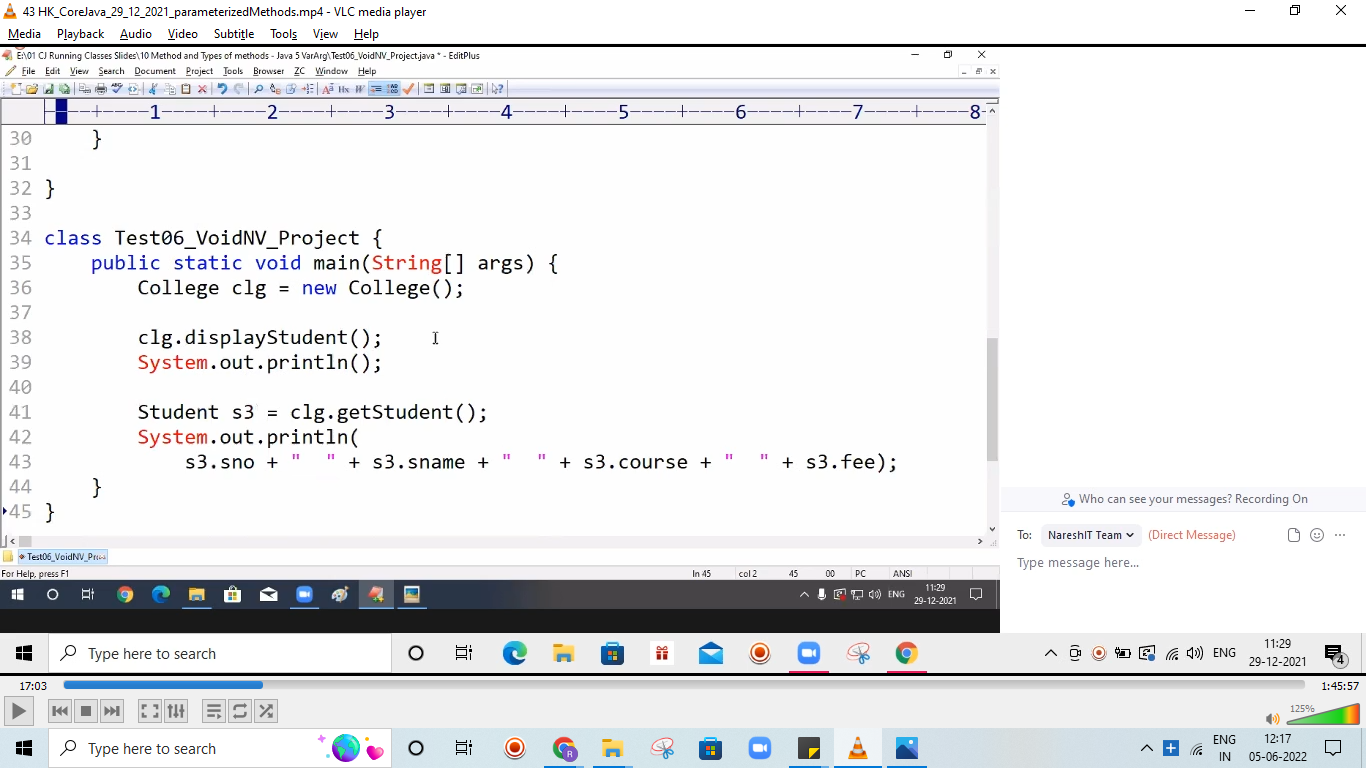 43 HK_CoreJava_29_12_2021_parameterizedMethods.mp4 - VLC media player
Media Playback Audio Video Subtitle Tools View Help
E:\01 CJ Running Classes Slides\10 Method and Types of methods - Java 5 VarArg\Test06_VoidNV_Project.java * - EditPlus
File Edit View Search Document Project Tools Browser ZC Window Help
1 2 3 4 5 6 7 8
30 }
31
32 }
33
34 class Test06_VoidNV_Project {
35 public static void main(String[] args) {
36 College clg = new College();
37
38 clg.displayStudent();
39 System.out.println();
40
41 Student s3 = clg.getStudent();
42 System.out.println(
43 s3.sno + "  " + s3.sname + "  " + s3.course + "  " + s3.fee);
44 }
45 }
Test06_VoidNV_Pr
For Help, press F1
ln 45 col 2 45 00 PC ANSI
ENG
11:29
29-12-2021
Who can see your messages? Recording On
To: NareshIT Team (Direct Message)
Type message here...
Type here to search
ENG
11:29
29-12-2021
4
17:03
1:45:57
125%
Type here to search
ENG
IN
12:17
05-06-2022